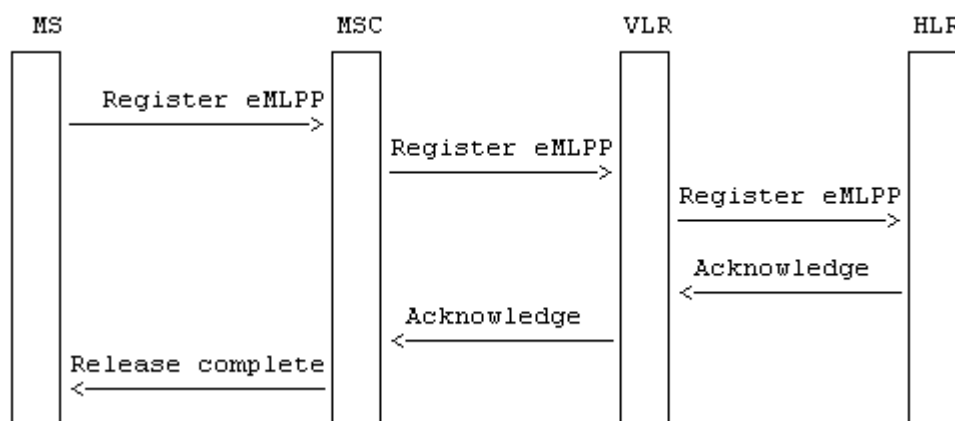 MS MSC VLR HLR
Register eMLPP
Register eMLPP
Register eMLPP
Acknowledge
Acknowledge
Release complete